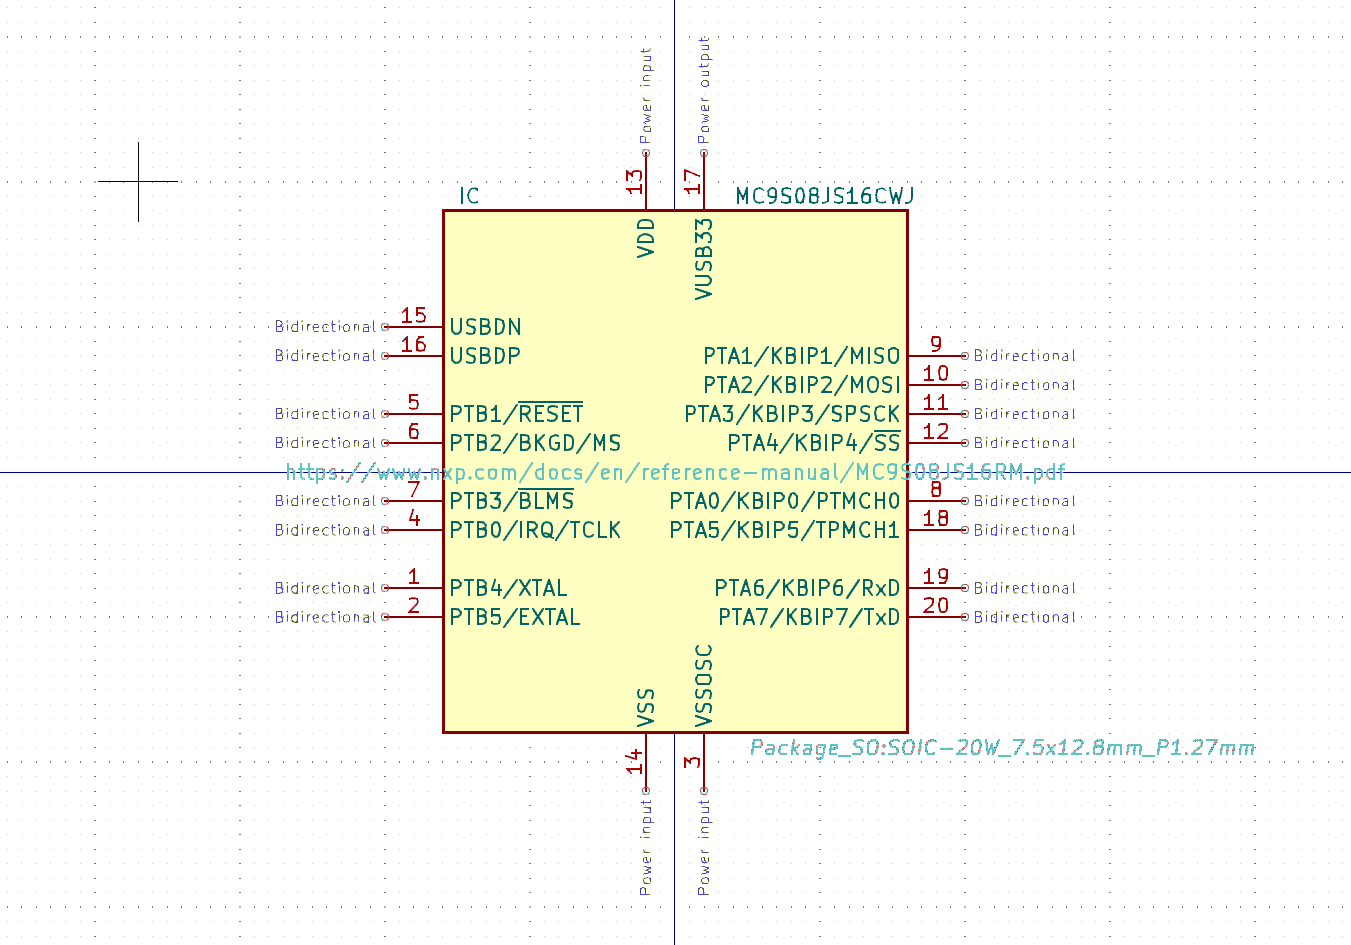 Power input
Power output
13
17
IC
MC9S08JS16CWJ
VDD
VUSB33
Bidirectional 15 USBDN
Bidirectional 16 USBDP
PTA1/KBIP1/MISO 9 Bidirectional
PTA2/KBIP2/MOSI 10 Bidirectional
Bidirectional 5 PTB1/RESET
PTA3/KBIP3/SPSCK 11 Bidirectional
Bidirectional 6 PTB2/BKGD/MS
PTA4/KBIP4/SS 12 Bidirectional
https://www.nxp.com/docs/en/reference-manual/MC9S08JS16RM.pdf
Bidirectional 7 PTB3/BLMS
PTA0/KBIP0/PTMCH0 8 Bidirectional
Bidirectional 4 PTB0/IRQ/TCLK
PTA5/KBIP5/TPMCH1 18 Bidirectional
Bidirectional 1 PTB4/XTAL
PTA6/KBIP6/RxD 19 Bidirectional
Bidirectional 2 PTB5/EXTAL
PTA7/KBIP7/TxD 20 Bidirectional
VSS
VSSOSC
Package_SO:SOIC-20W_7.5x12.8mm_P1.27mm
14
3
Power input
Power input